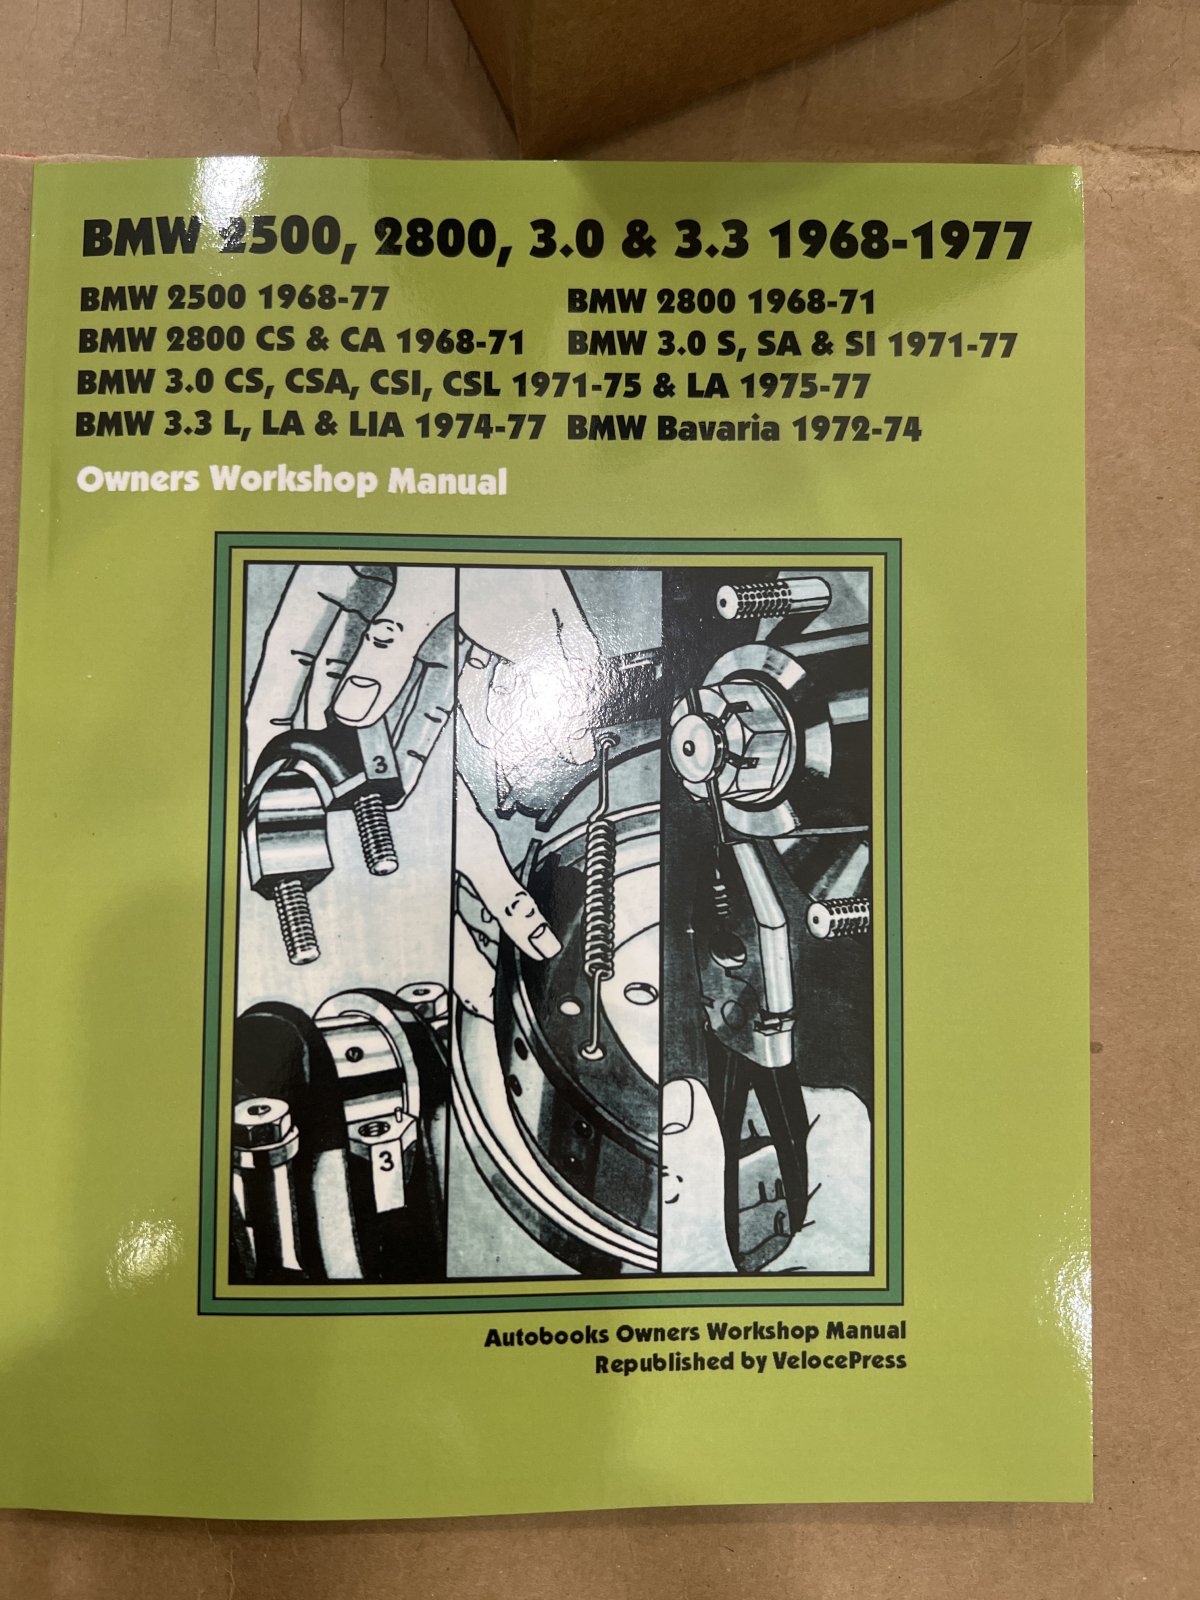 BMW 2500, 2800, 3.0 & 3.3 1968-1977
BMW 2500 1968-77 BMW 2800 1968-71
BMW 2800 CS & CA 1968-71 BMW 3.0 S, SA & SI 1971-77
BMW 3.0 CS, CSA, CSI, CSL 1971-75 & LA 1975-77
BMW 3.3 L, LA & LIA 1974-77 BMW Bavaria 1972-74
Owners Workshop Manual
3
3
Autobooks Owners Workshop Manual
Republished by VelocePress